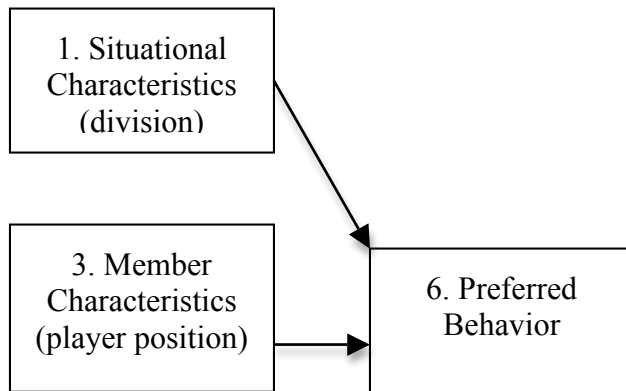 1. Situational
Characteristics
(division)
3. Member
Characteristics
(player position)
6. Preferred
Behavior